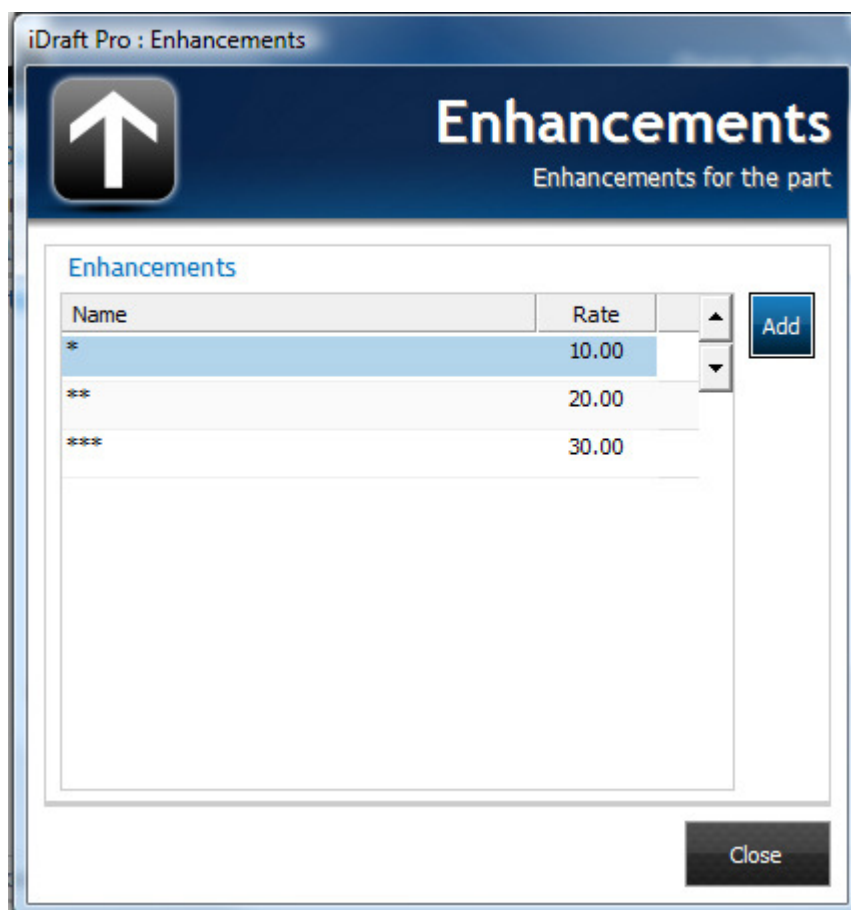 iDraft Pro : Enhancements
Enhancements
Enhancements for the part
Enhancements
Name Rate
* 10.00
** 20.00
*** 30.00
Add
Close